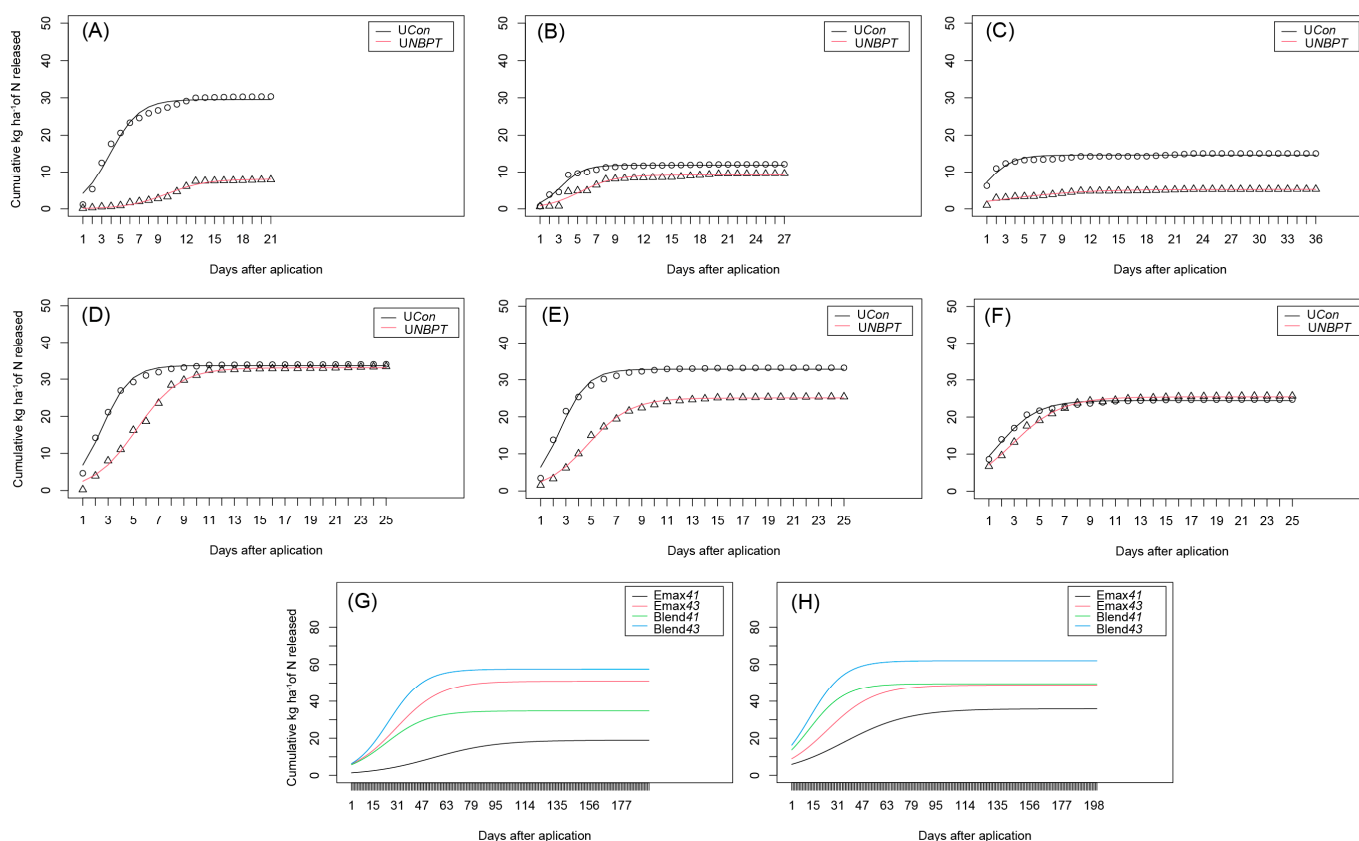 (A)
UCon
UNBPT
Cumulative kg ha⁻¹of N released
50
40
30
20
10
0
1 3 5 7 9 12 15 18 21
Days after aplication
(B)
UCon
UNBPT
50
40
30
20
10
0
1 3 5 7 9 12 15 18 21 24 27
Days after aplication
(C)
UCon
UNBPT
50
40
30
20
10
0
1 3 5 7 9 12 15 18 21 24 27 30 33 36
Days after aplication
(D)
UCon
UNBPT
Cumulative kg ha⁻¹of N released
50
40
30
20
10
0
1 3 5 7 9 11 13 15 17 19 21 23 25
Days after aplication
(E)
UCon
UNBPT
50
40
30
20
10
0
1 3 5 7 9 11 13 15 17 19 21 23 25
Days after aplication
(F)
UCon
UNBPT
50
40
30
20
10
0
1 3 5 7 9 11 13 15 17 19 21 23 25
Days after aplication
(G)
Emax41
Emax43
Blend41
Blend43
Cumulative kg ha⁻¹of N released
80
60
40
20
0
1 15 31 47 63 79 95 114 135 156 177
Days after aplication
(H)
Emax41
Emax43
Blend41
Blend43
80
60
40
20
0
1 15 31 47 63 79 95 114 135 156 177 198
Days after aplication